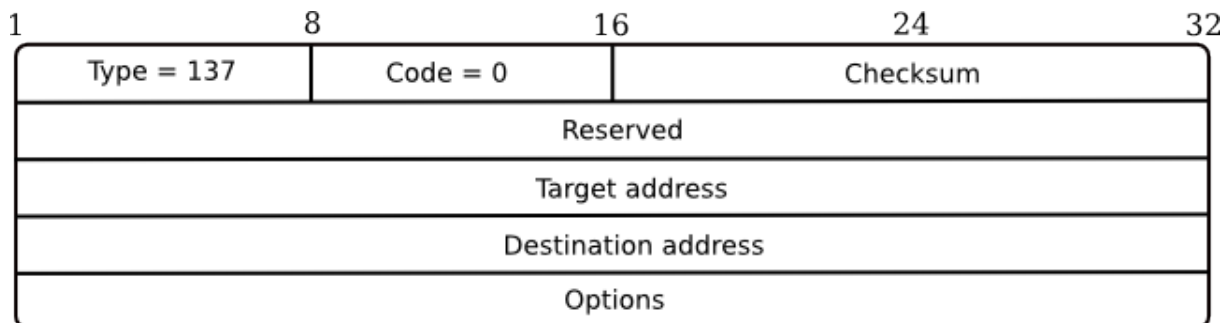 1 8 16 24 32
Type = 137 Code = 0 Checksum
Reserved
Target address
Destination address
Options